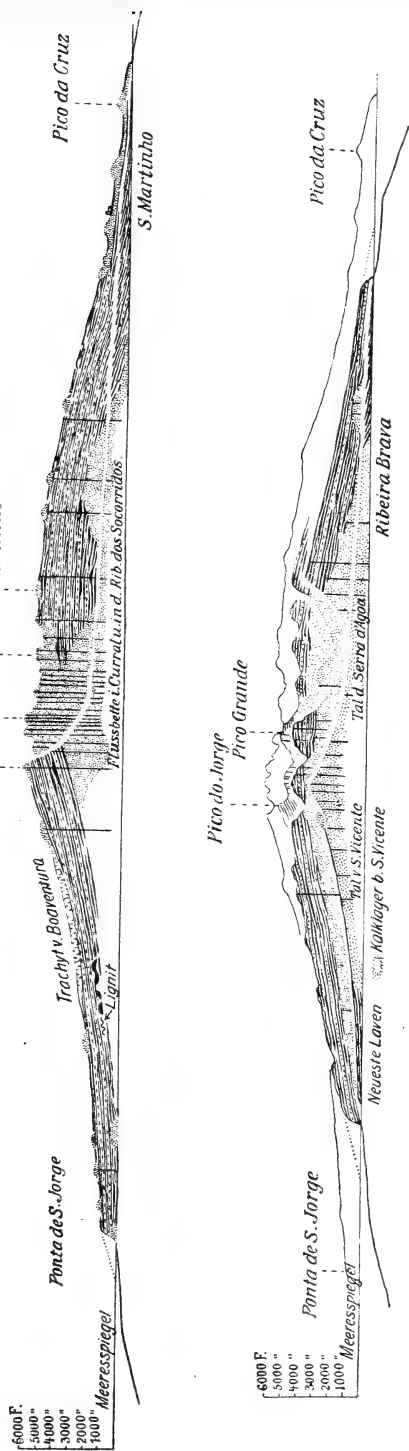 6000 F.
5000 "
4000 "
3000 "
2000 "
1000 "
Meeresspiegel
Ponta de S. Jorge
Trachyt v. Boaventura
Lignit
Flussbette i. Curral u. in d. Rib. dos Socorridos
S. Martinho
Pico da Cruz
6000 F.
5000 "
4000 "
3000 "
2000 "
1000 "
Meeresspiegel
Ponta de S. Jorge
Pico do Jorge
Pico Grande
Pico da Cruz
Neueste Laven
Kalklager b. S. Vicente
Tal v. S. Vicente
Tal d. Serra d'Agoa
Ribeira Brava